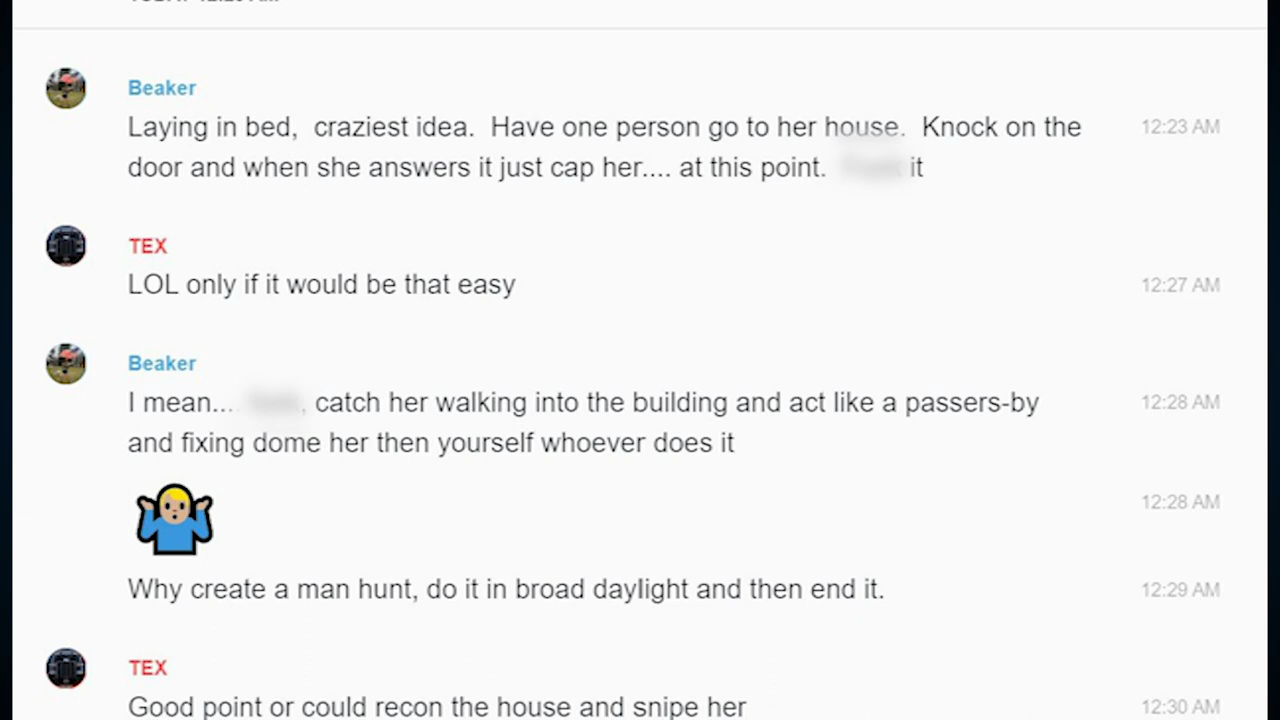 Beaker
Laying in bed, craziest idea. Have one person go to her house. Knock on the
12:23 AM
door and when she answers it just cap her.... at this point. it
TEX
LOL only if it would be that easy
12:27 AM
Beaker
I mean... catch her walking into the building and act like a passers-by
12:28 AM
and fixing dome her then yourself whoever does it
12:28 AM
Why create a man hunt, do it in broad daylight and then end it.
12:29 AM
TEX
Good point or could recon the house and snipe her
12:30 AM